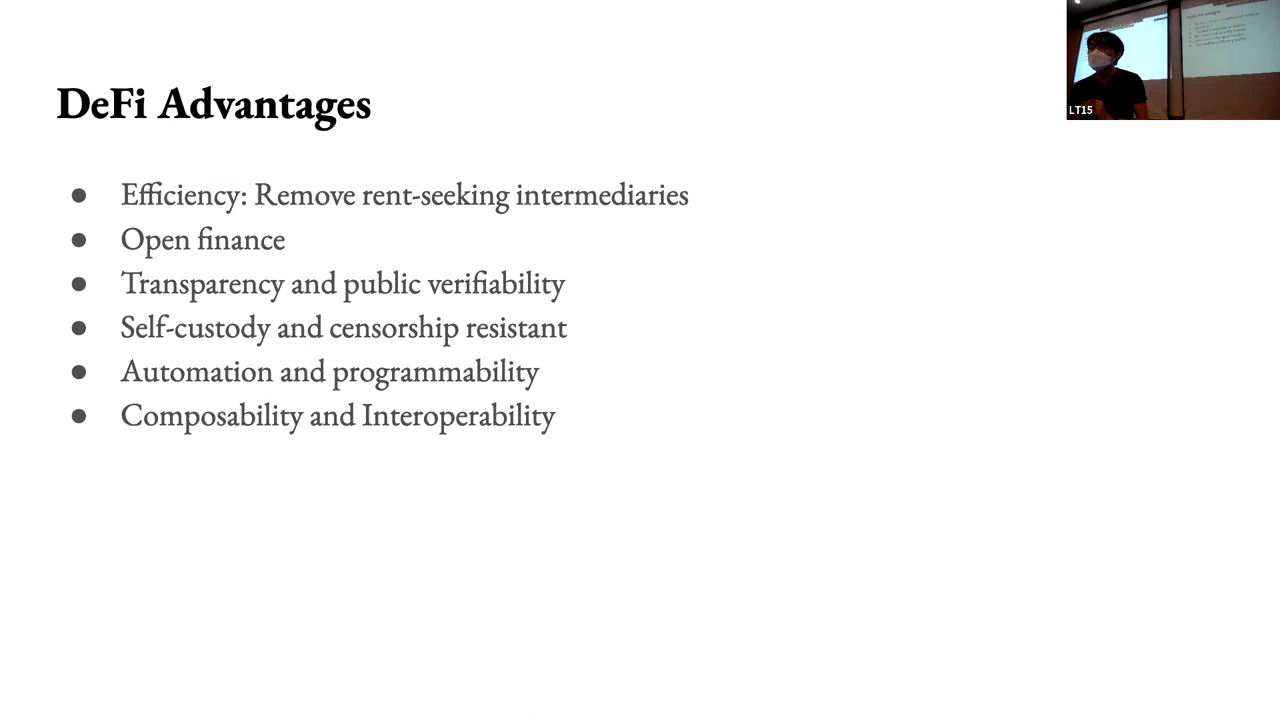 DeFi Advantages
● Efficiency: Remove rent-seeking intermediaries
● Open finance
● Transparency and public verifiability
● Self-custody and censorship resistant
● Automation and programmability
● Composability and Interoperability
LT15